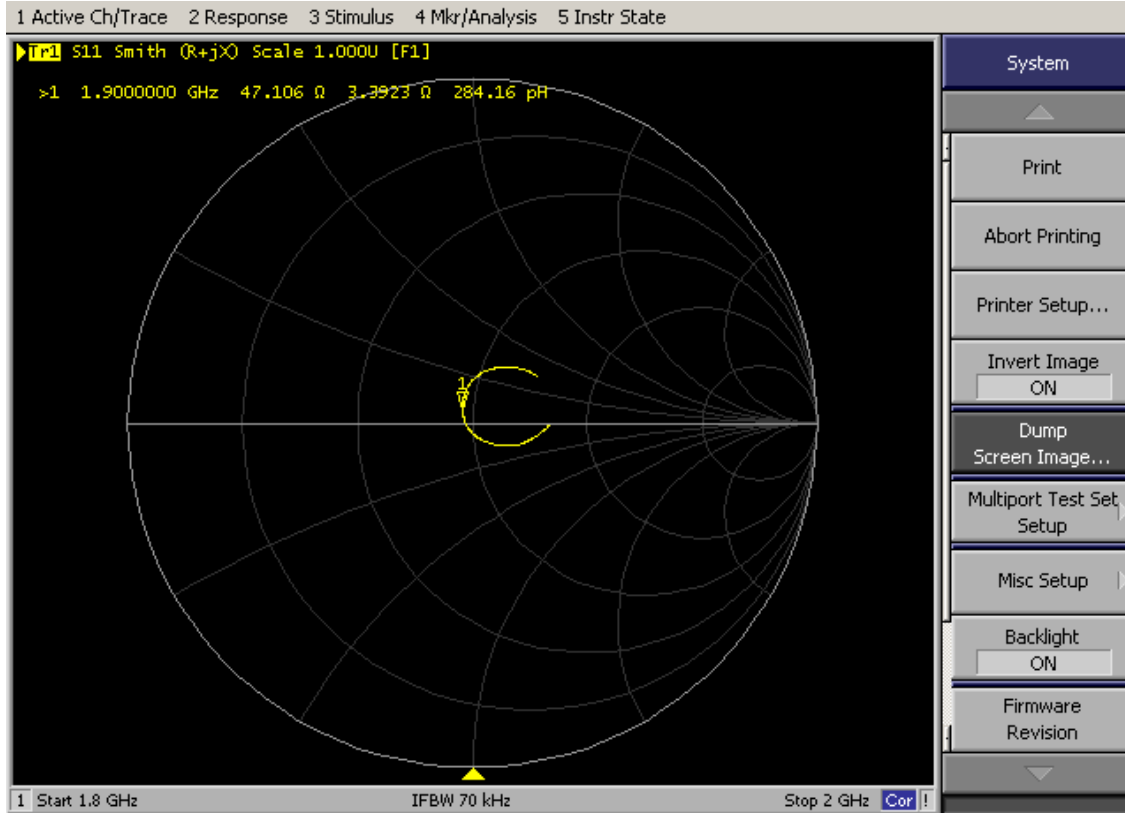 1 Active Ch/Trace 2 Response 3 Stimulus 4 Mkr/Analysis 5 Instr State
Tr1 S11 Smith (R+jX) Scale 1.000U [F1]
>1 1.9000000 GHz 47.106 Ω 3.3923 Ω 284.16 pH
1
System
Print
Abort Printing
Printer Setup...
Invert Image
ON
Dump
Screen Image...
Multiport Test Set
Setup
Misc Setup
Backlight
ON
Firmware
Revision
1 Start 1.8 GHz IFBW 70 kHz Stop 2 GHz Cor !